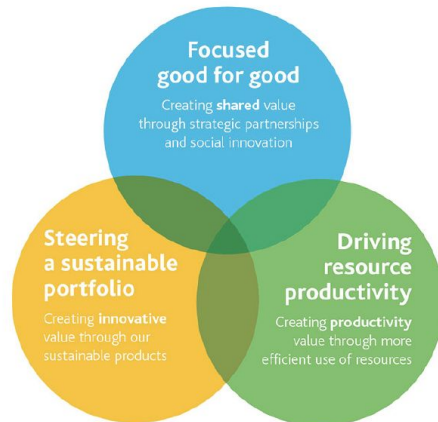 Focused
good for good
Creating shared value
through strategic partnerships
and social innovation
Steering
a sustainable
portfolio
Creating innovative
value through our
sustainable products
Driving
resource
productivity
Creating productivity
value through more
efficient use of resources